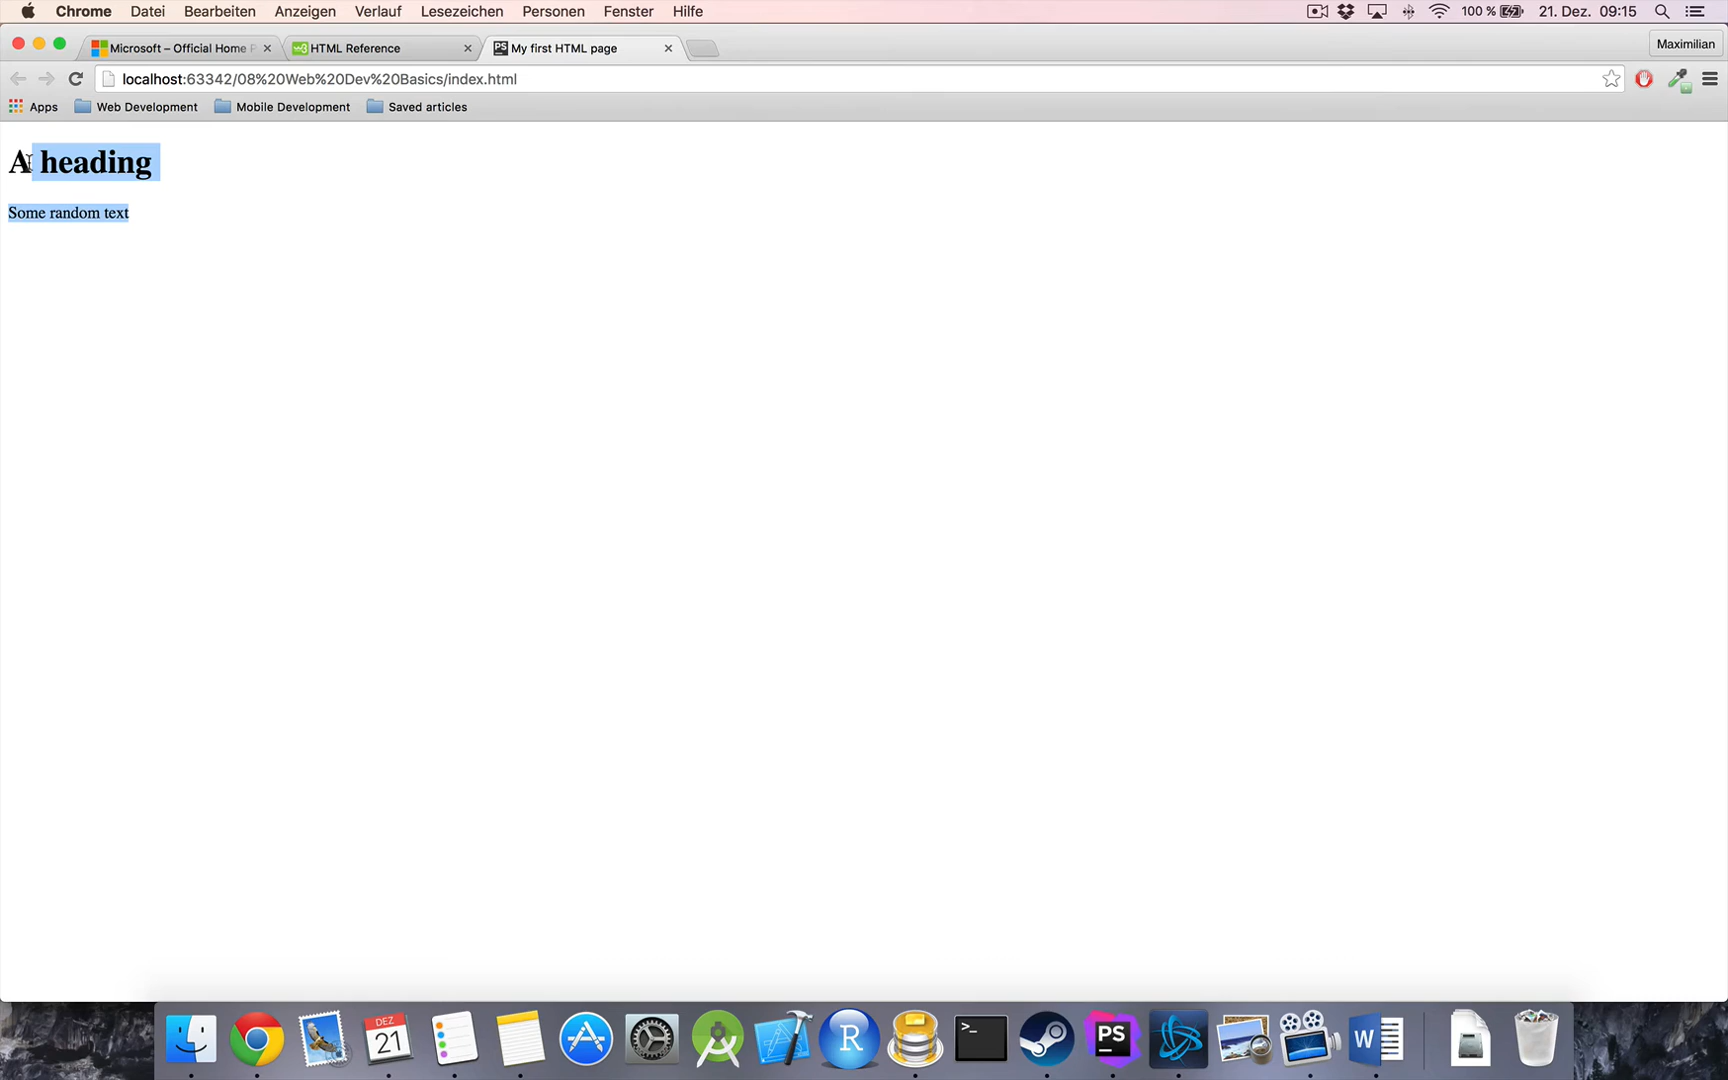 Chrome Datei Bearbeiten Anzeigen Verlauf Lesezeichen Personen Fenster Hilfe 100 % 21. Dez. 09:15
Microsoft – Official Home P HTML Reference My first HTML page Maximilian
localhost:63342/08%20Web%20Dev%20Basics/index.html
Apps Web Development Mobile Development Saved articles
A heading
Some random text
DEZ
21
R
>_
PS
W